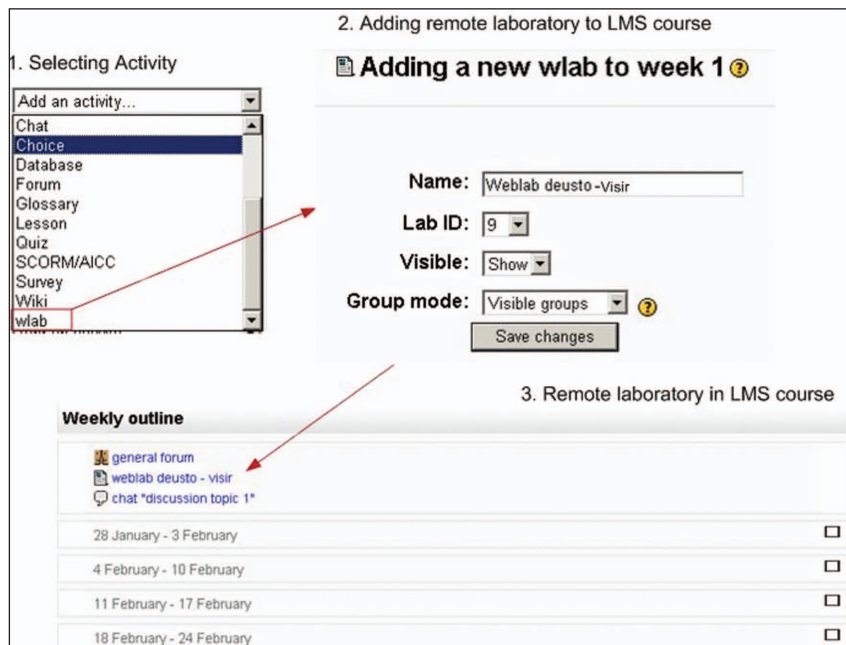 1. Selecting Activity
Add an activity...
Chat
Choice
Database
Forum
Glossary
Lesson
Quiz
SCORM/AICC
Survey
Wiki
wlab
2. Adding remote laboratory to LMS course
Adding a new wlab to week 1
Name: Weblab deusto -Visir
Lab ID: 9
Visible: Show
Group mode: Visible groups
Save changes
3. Remote laboratory in LMS course
Weekly outline
general forum
weblab deusto - visir
chat "discussion topic 1"
28 January - 3 February
4 February - 10 February
11 February - 17 February
18 February - 24 February